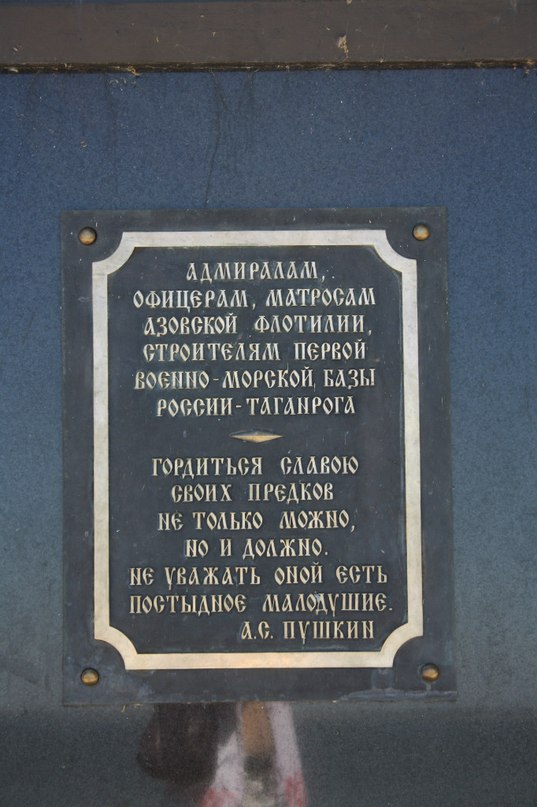 АДМИРАЛАМ,
ОФИЦЕРАМ, МАТРОСАМ
АЗОВСКОЙ ФЛОТИЛИИ,
СТРОИТЕЛЯМ ПЕРВОЙ
ВОЕННО-МОРСКОЙ БАЗЫ
РОССИИ-ТАГАНРОГА
ГОРДИТЬСЯ СЛАВОЮ
СВОИХ ПРЕДКОВ
НЕ ТОЛЬКО МОЖНО,
НО И ДОЛЖНО.
НЕ УВАЖАТЬ ОНОЙ ЕСТЬ
ПОСТЫДНОЕ МАЛОДУШИЕ.
А.С. ПУШКИН